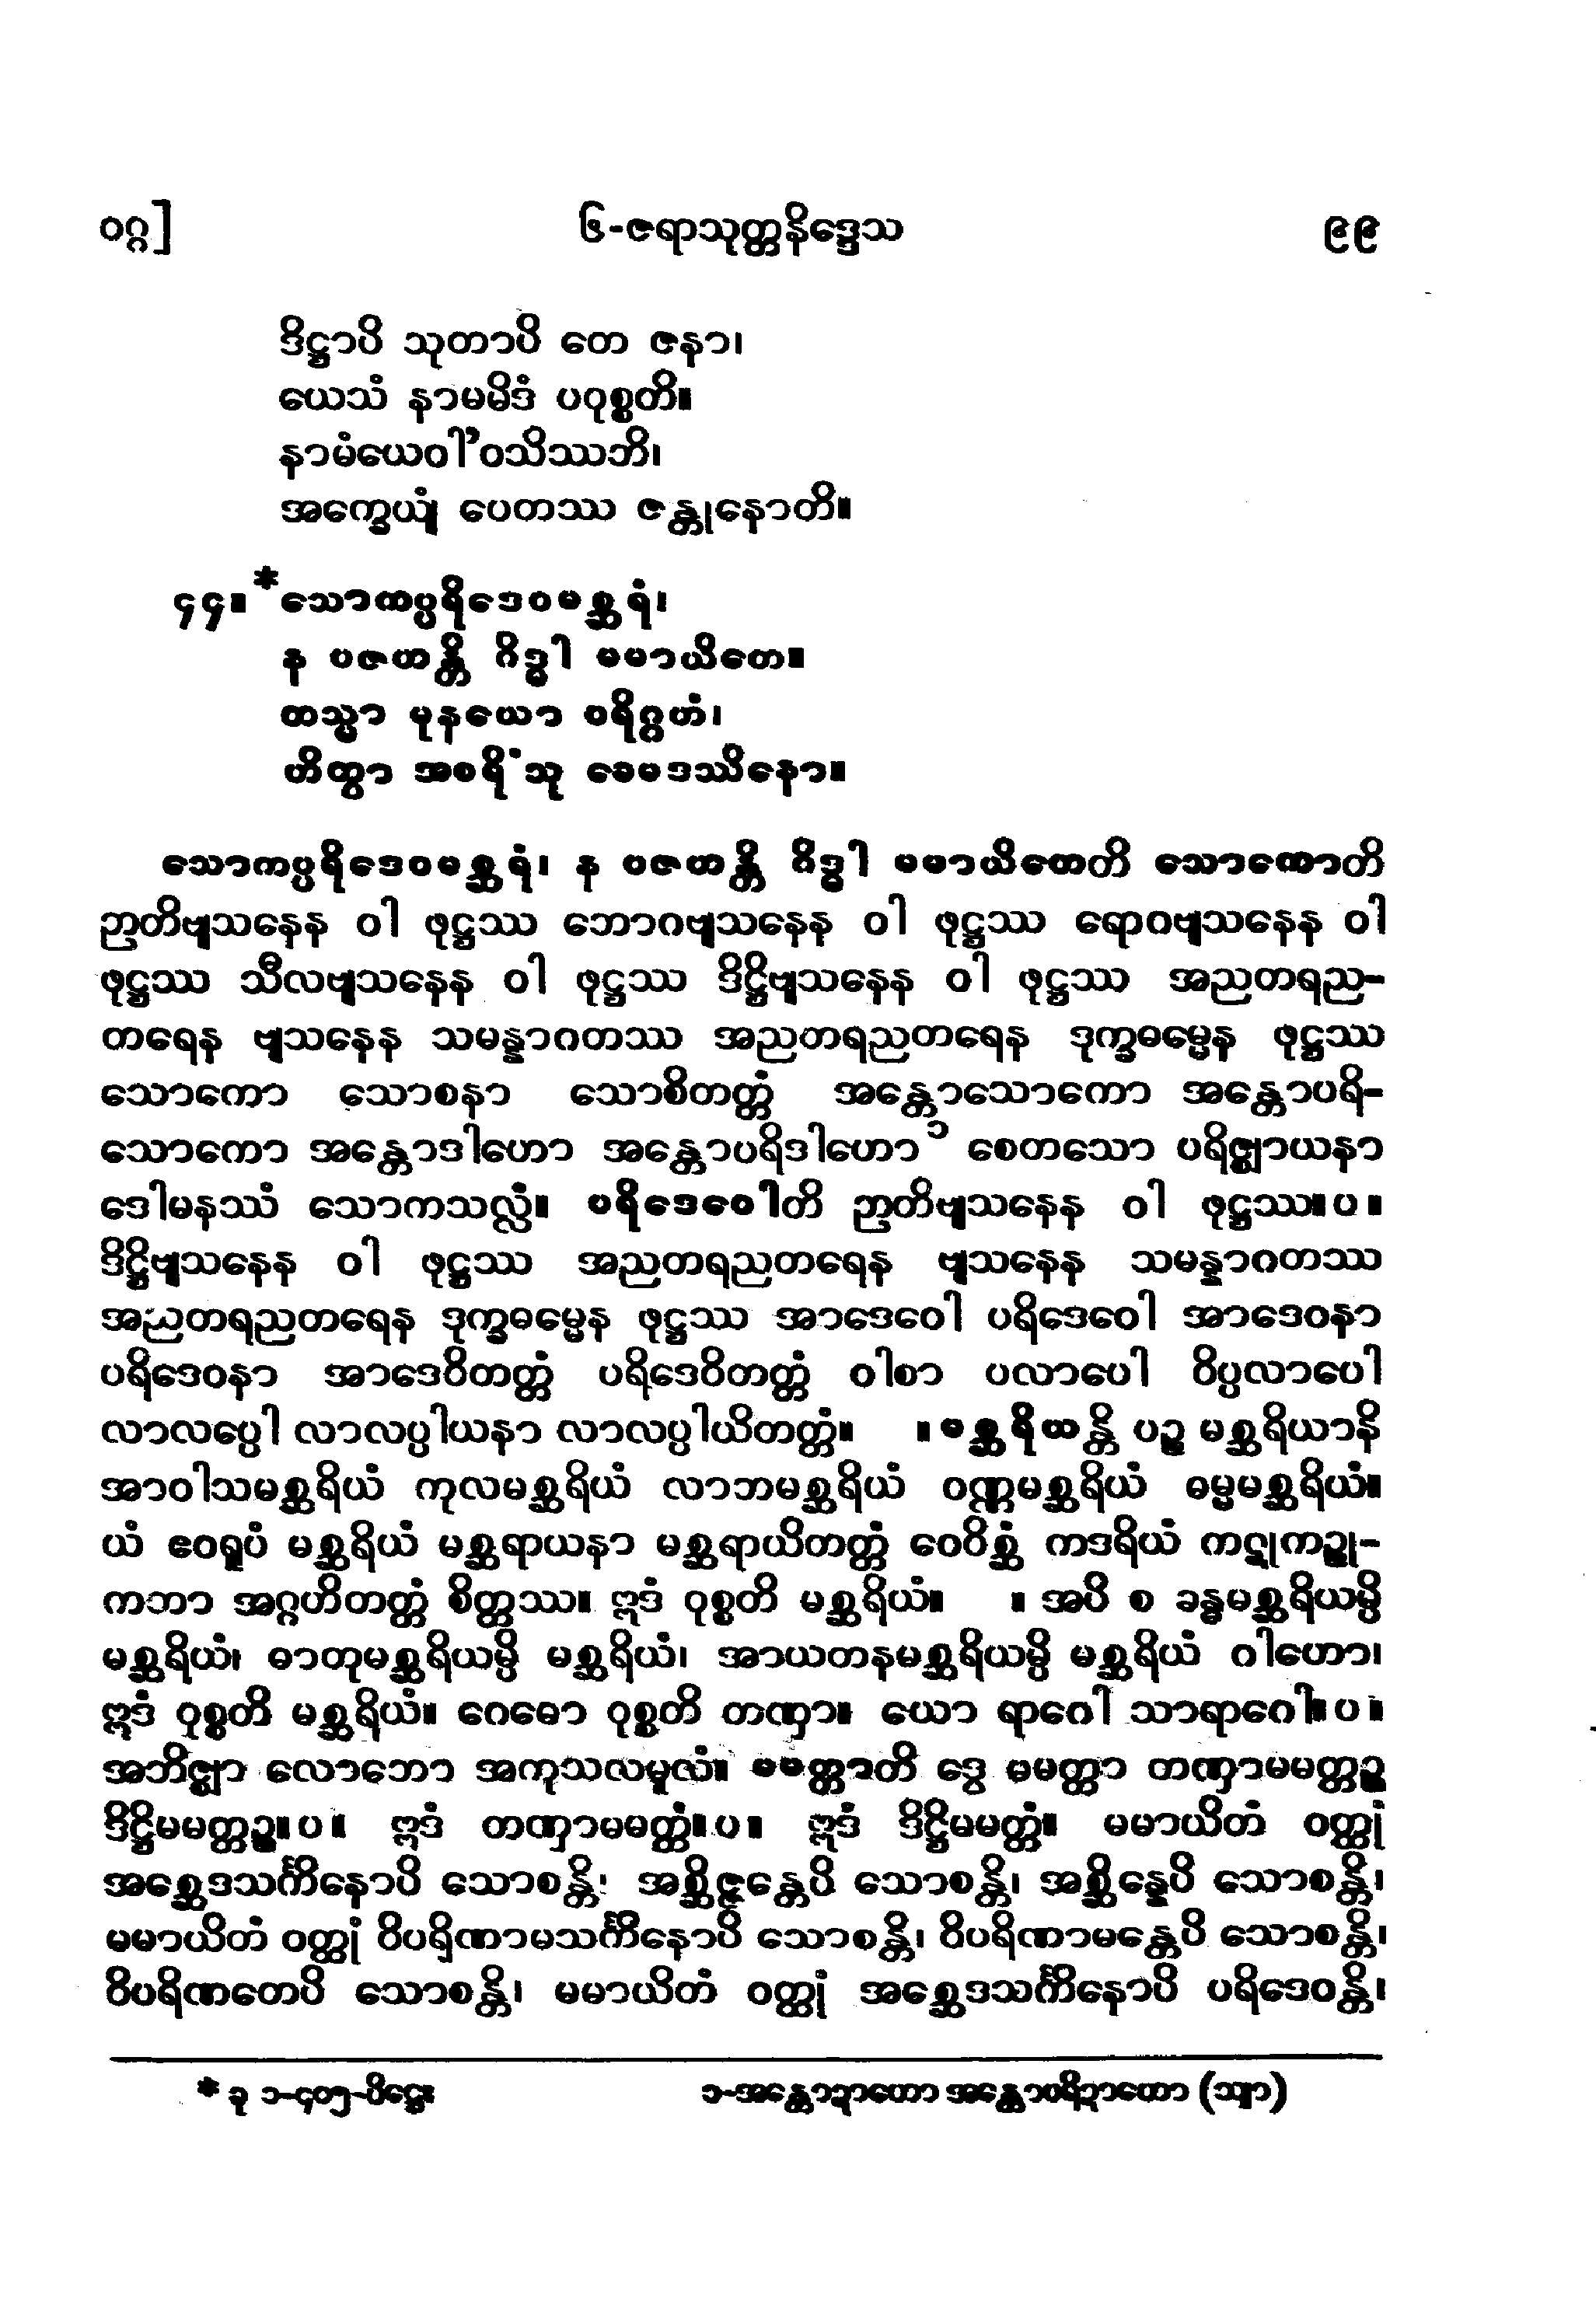 ဝဂ္ဂ]
၆-ဇရာသုတ္တနိဒ္ဒေသ
၉၉
ဒိဋ္ဌာပိ သုတာပိ တေ ဇနာ၊
ယေသံ နာမမိဒံ ပဝုစ္စတိ။
နာမံယေဝါ’ဝသိဿဘိ၊
အက္ခေယျံ ပေတဿ ဇန္တုနောတိ။
၄၄။ *သောကပ္ပရိဒေဝမစ္ဆရံ၊
န ပဇဟန္တိ ဂိဒ္ဓါ မမာယိတေ။
တသ္မာ မုနယော ပရိဂ္ဂဟံ၊
ဟိတွာ အစရိံသု ခေမဒဿိနော။
သောကပ္ပရိဒေဝမစ္ဆရံ၊ န ပဇဟန္တိ ဂိဒ္ဓါ မမာယိတေတိ သောကောတိ
ဉာတိဗျသနေန ဝါ ဖုဋ္ဌဿ ဘောဂဗျသနေန ဝါ ဖုဋ္ဌဿ ရောဂဗျသနေန ဝါ
ဖုဋ္ဌဿ သီလဗျသနေန ဝါ ဖုဋ္ဌဿ ဒိဋ္ဌိဗျသနေန ဝါ ဖုဋ္ဌဿ အညတရည-
တရေန ဗျသနေန သမန္နာဂတဿ အညတရညတရေန ဒုက္ခဓမ္မေန ဖုဋ္ဌဿ
သောကော သောစနာ သောစိတတ္တံ အန္တောသောကော အန္တောပရိ-
သောကော အန္တောဒါဟော အန္တောပရိဒါဟော ၁ စေတသော ပရိဇ္ဈာယနာ
ဒေါမနဿံ သောကသလ္လံ။ ပရိဒေဝေါတိ ဉာတိဗျသနေန ဝါ ဖုဋ္ဌဿ။ပ။
ဒိဋ္ဌိဗျသနေန ဝါ ဖုဋ္ဌဿ အညတရညတရေန ဗျသနေန သမန္နာဂတဿ
အညတရညတရေန ဒုက္ခဓမ္မေန ဖုဋ္ဌဿ အာဒေဝေါ ပရိဒေဝေါ အာဒေဝနာ
ပရိဒေဝနာ အာဒေဝိတတ္တံ ပရိဒေဝိတတ္တံ ဝါစာ ပလာပေါ ဝိပ္ပလာပေါ
လာလပ္ပေါ လာလပ္ပါယနာ လာလပ္ပါယိတတ္တံ။ ။မစ္ဆရိယန္တိ ပဉ္စ မစ္ဆရိယာနိ
အာဝါသမစ္ဆရိယံ ကုလမစ္ဆရိယံ လာဘမစ္ဆရိယံ ဝဏ္ဏမစ္ဆရိယံ ဓမ္မမစ္ဆရိယံ။
ယံ ဧဝရူပံ မစ္ဆရိယံ မစ္ဆရာယနာ မစ္ဆရာယိတတ္တံ ဝေဝိစ္ဆံ ကဒရိယံ ကဋုကဉ္စု-
ကဘာ အဂ္ဂဟိတတ္တံ စိတ္တဿ။ ဣဒံ ဝုစ္စတိ မစ္ဆရိယံ။ ။ အပိ စ ခန္ဓမစ္ဆရိယမ္ပိ
မစ္ဆရိယံ၊ ဓာတုမစ္ဆရိယမ္ပိ မစ္ဆရိယံ၊ အာယတနမစ္ဆရိယမ္ပိ မစ္ဆရိယံ ဂါဟော၊
ဣဒံ ဝုစ္စတိ မစ္ဆရိယံ။ ဂေဓော ဝုစ္စတိ တဏှာ။ ယော ရာဂေါ သာရာဂေါ။ပ။
အဘိဇ္ဈာ လောဘော အကုသလမူလံ။ မမတ္တာတိ ဒွေ မမတ္တာ တဏှာမမတ္တဉ္စ
ဒိဋ္ဌိမမတ္တဉ္စ။ပ။ ဣဒံ တဏှာမမတ္တံ။ပ။ ဣဒံ ဒိဋ္ဌိမမတ္တံ။ မမာယိတံ ဝတ္ထုံ
အစ္ဆေဒသင်္ကိနောပိ သောစန္တိ၊ အစ္ဆိဇ္ဇန္တေပိ သောစန္တိ၊ အစ္ဆိန္နေပိ သောစန္တိ၊
မမာယိတံ ဝတ္ထုံ ဝိပရိဏာမသင်္ကိနောပိ သောစန္တိ၊ ဝိပရိဏာမန္တေပိ သောစန္တိ၊
ဝိပရိဏတေပိ သောစန္တိ၊ မမာယိတံ ဝတ္ထုံ အစ္ဆေဒသင်္ကိနောပိ ပရိဒေဝန္တိ၊
* ခု ၁-၄၀၅-ပိဋ္ဌေ။
၁-အန္တောဍာဟော အန္တောပရိဍာဟော (သျာ)